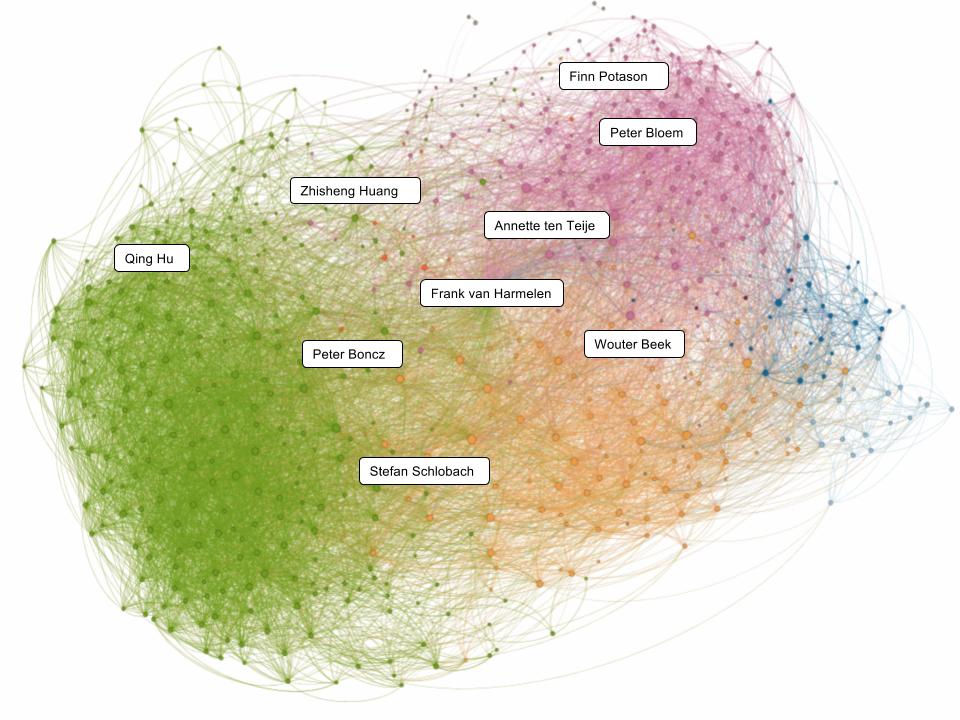 Finn Potason
Peter Bloem
Zhisheng Huang
Annette ten Teije
Qing Hu
Frank van Harmelen
Wouter Beek
Peter Boncz
Stefan Schlobach